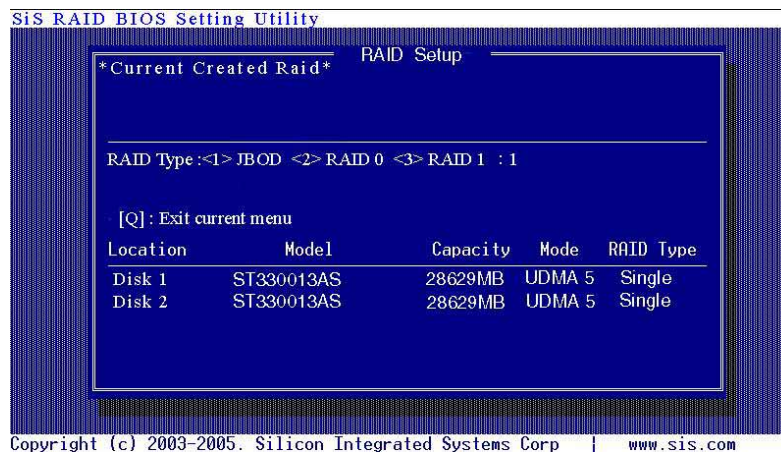 SiS RAID BIOS Setting Utility
RAID Setup
*Current Created Raid*
RAID Type :<1> JBOD <2> RAID 0 <3> RAID 1 : 1
[Q] : Exit current menu
Location Model Capacity Mode RAID Type
Disk 1 ST330013AS 28629MB UDMA 5 Single
Disk 2 ST330013AS 28629MB UDMA 5 Single
Copyright (c) 2003-2005. Silicon Integrated Systems Corp | www.sis.com